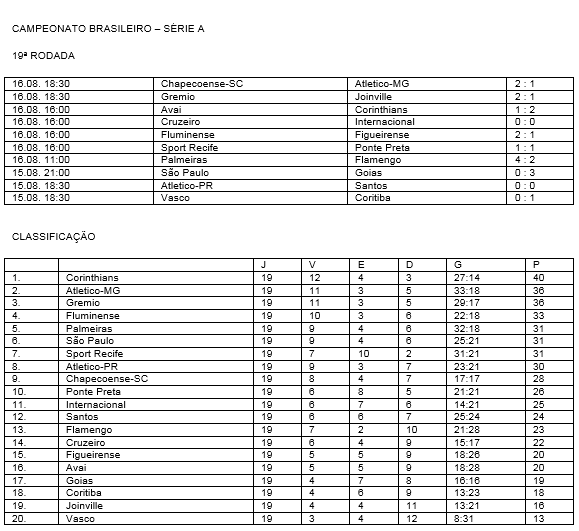 CAMPEONATO BRASILEIRO – SÉRIE A
19ª RODADA
16.08. 18:30 Chapecoense-SC Atletico-MG 2 : 1
16.08. 18:30 Gremio Joinville 2 : 1
16.08. 16:00 Avai Corinthians 1 : 2
16.08. 16:00 Cruzeiro Internacional 0 : 0
16.08. 16:00 Fluminense Figueirense 2 : 1
16.08. 16:00 Sport Recife Ponte Preta 1 : 1
16.08. 11:00 Palmeiras Flamengo 4 : 2
15.08. 21:00 São Paulo Goias 0 : 3
15.08. 18:30 Atletico-PR Santos 0 : 0
15.08. 18:30 Vasco Coritiba 0 : 1
CLASSIFICAÇÃO
J V E D G P
1. Corinthians 19 12 4 3 27:14 40
2. Atletico-MG 19 11 3 5 33:18 36
3. Gremio 19 11 3 5 29:17 36
4. Fluminense 19 10 3 6 22:18 33
5. Palmeiras 19 9 4 6 32:18 31
6. São Paulo 19 9 4 6 25:21 31
7. Sport Recife 19 7 10 2 31:21 31
8. Atletico-PR 19 9 3 7 23:21 30
9. Chapecoense-SC 19 8 4 7 17:17 28
10. Ponte Preta 19 6 8 5 21:21 26
11. Internacional 19 6 7 6 14:21 25
12. Santos 19 6 6 7 25:24 24
13. Flamengo 19 7 2 10 21:28 23
14. Cruzeiro 19 6 4 9 15:17 22
15. Figueirense 19 5 5 9 18:26 20
16. Avai 19 5 5 9 18:28 20
17. Goias 19 4 7 8 16:16 19
18. Coritiba 19 4 6 9 13:23 18
19. Joinville 19 4 4 11 13:21 16
20. Vasco 19 3 4 12 8:31 13